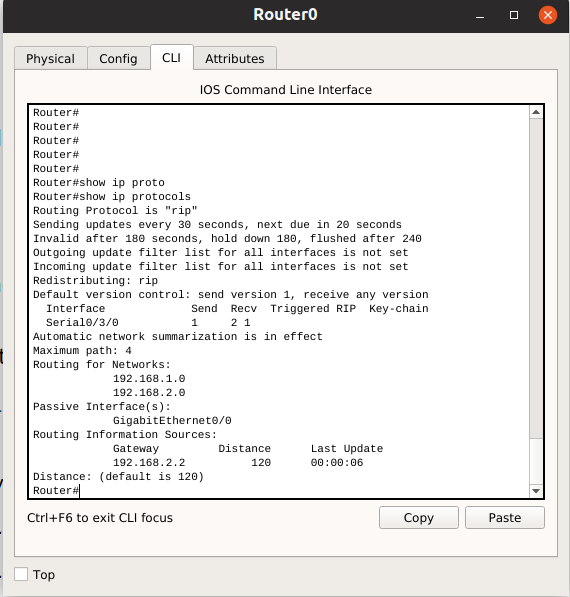 Router0
Physical Config CLI Attributes
IOS Command Line Interface
Router#
Router#
Router#
Router#
Router#
Router#show ip proto
Router#show ip protocols
Routing Protocol is "rip"
Sending updates every 30 seconds, next due in 20 seconds
Invalid after 180 seconds, hold down 180, flushed after 240
Outgoing update filter list for all interfaces is not set
Incoming update filter list for all interfaces is not set
Redistributing: rip
Default version control: send version 1, receive any version
Interface Send Recv Triggered RIP Key-chain
Serial0/3/0 1 2 1
Automatic network summarization is in effect
Maximum path: 4
Routing for Networks:
192.168.1.0
192.168.2.0
Passive Interface(s):
GigabitEthernet0/0
Routing Information Sources:
Gateway Distance Last Update
192.168.2.2 120 00:00:06
Distance: (default is 120)
Router#
Ctrl+F6 to exit CLI focus
Copy Paste
Top